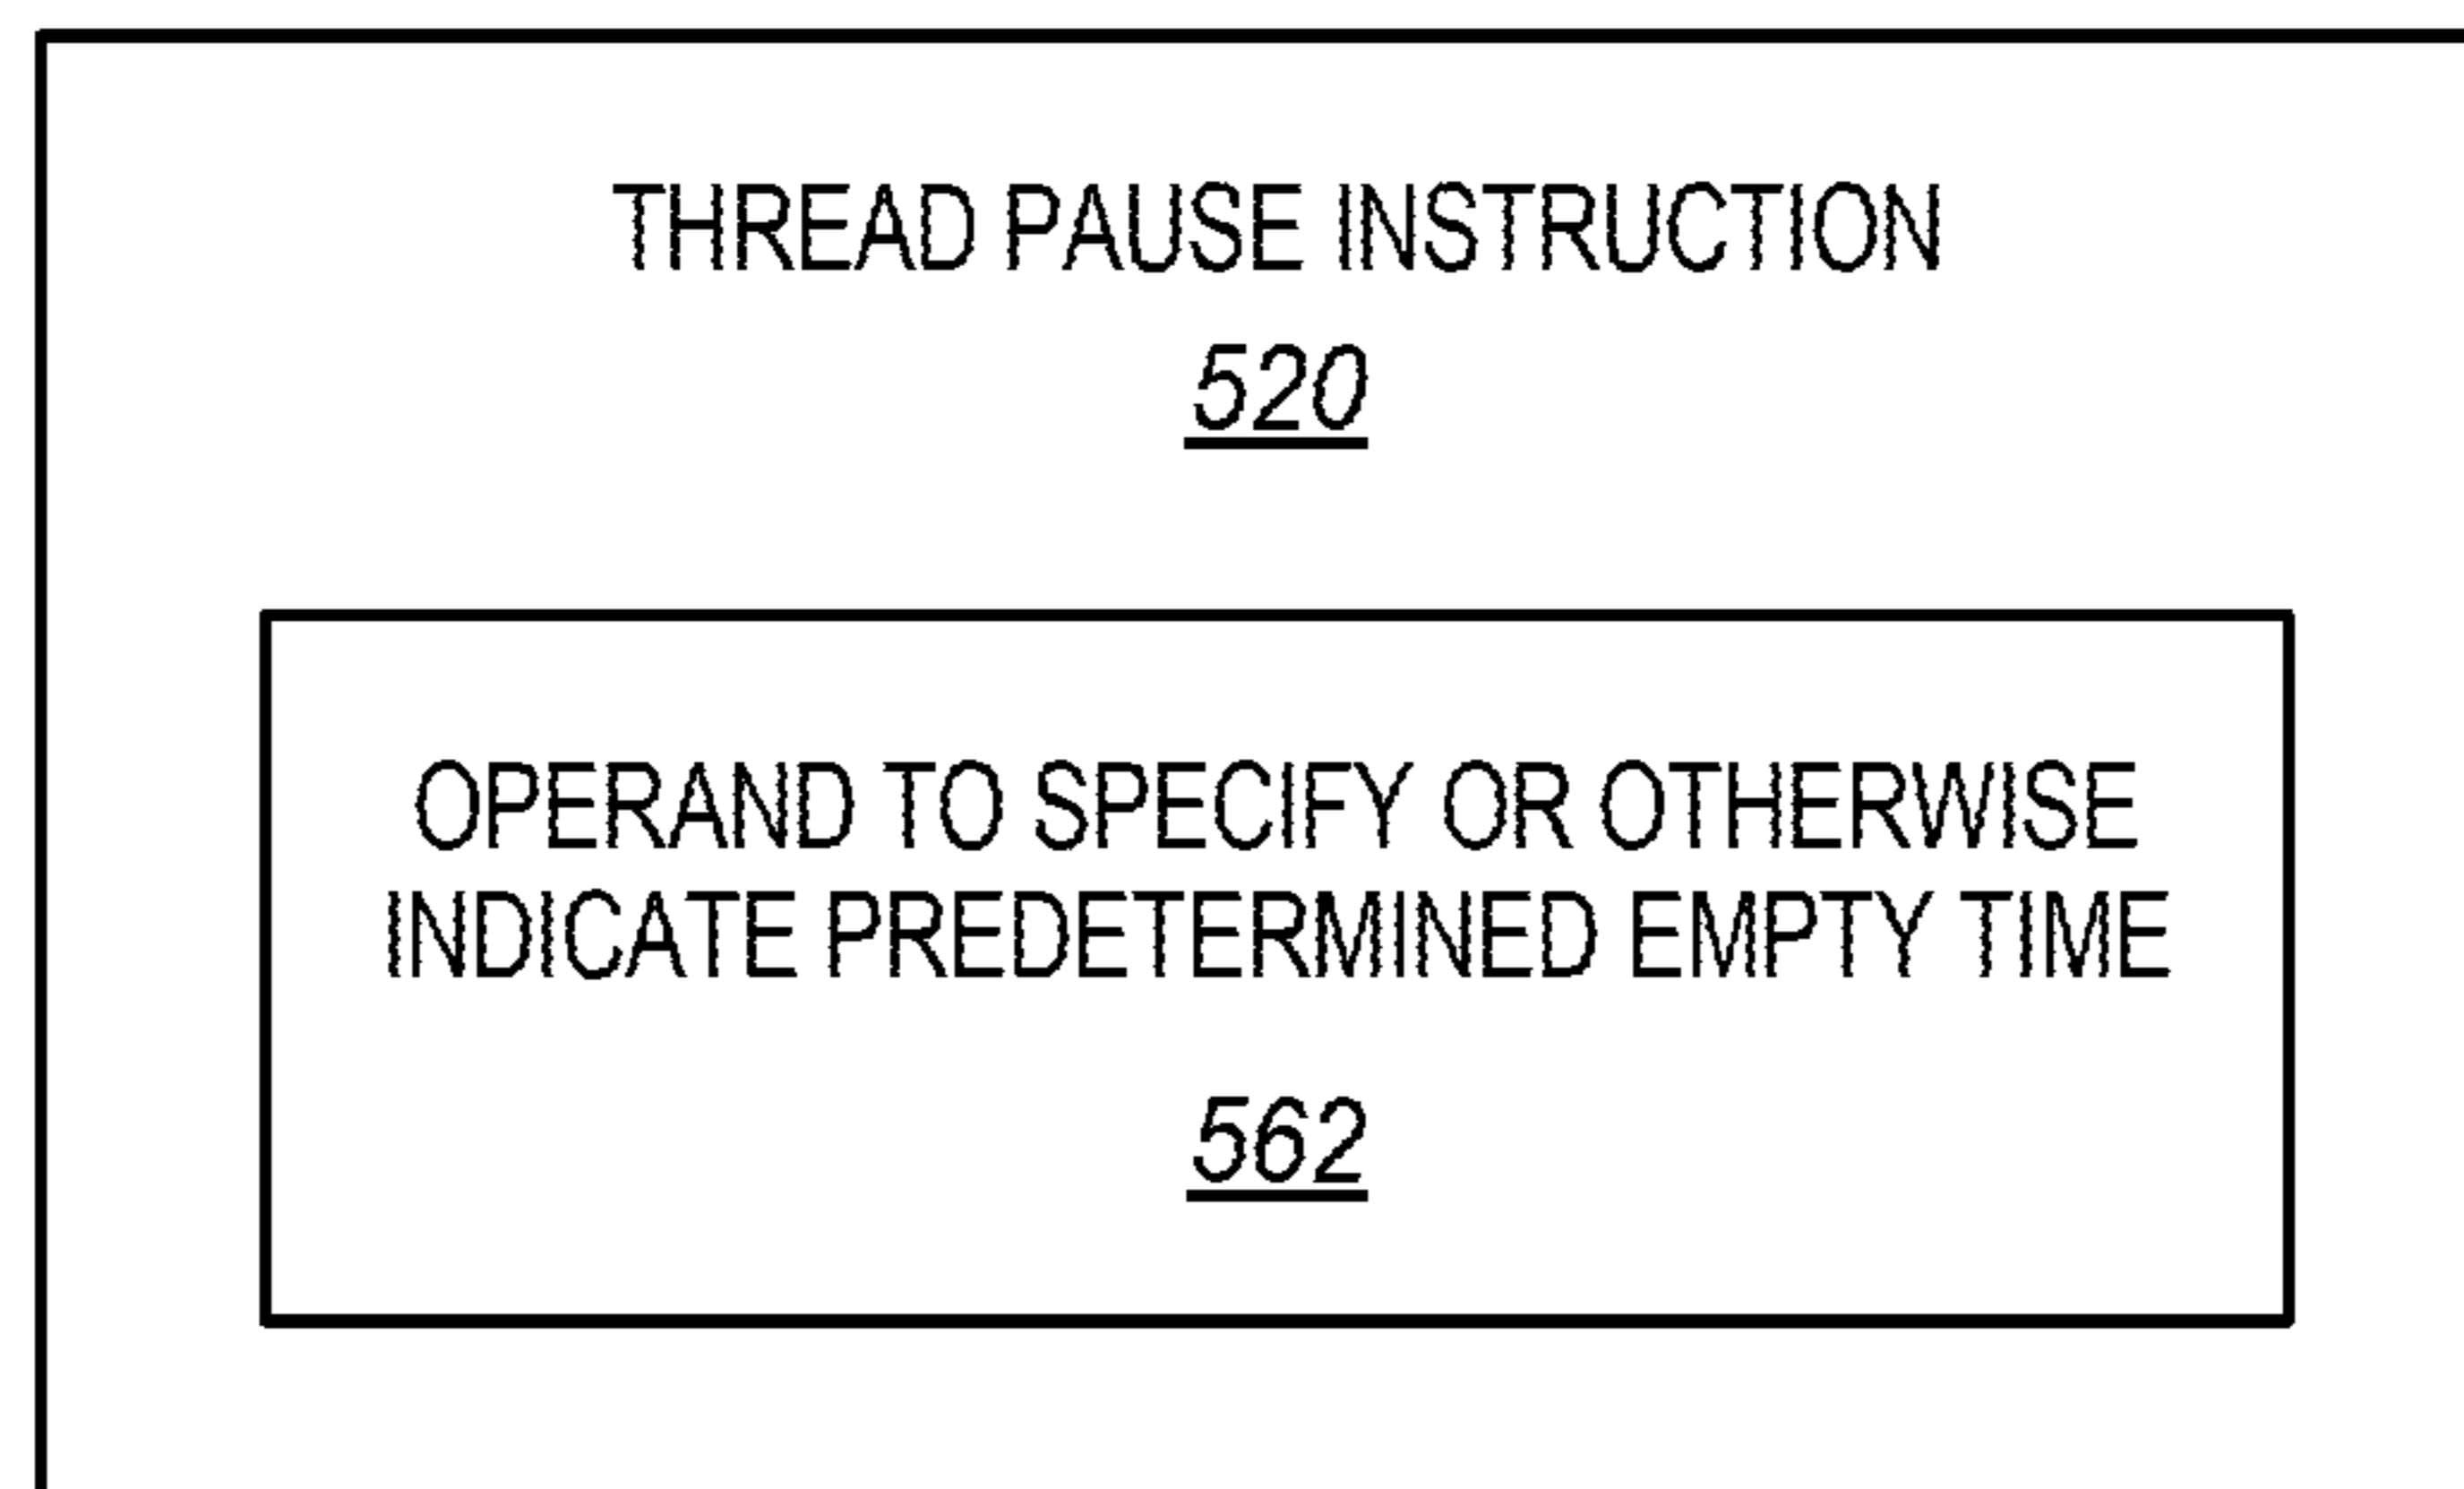 THREAD PAUSE INSTRUCTION
520
OPERAND TO SPECIFY OR OTHERWISE
INDICATE PREDETERMINED EMPTY TIME
562